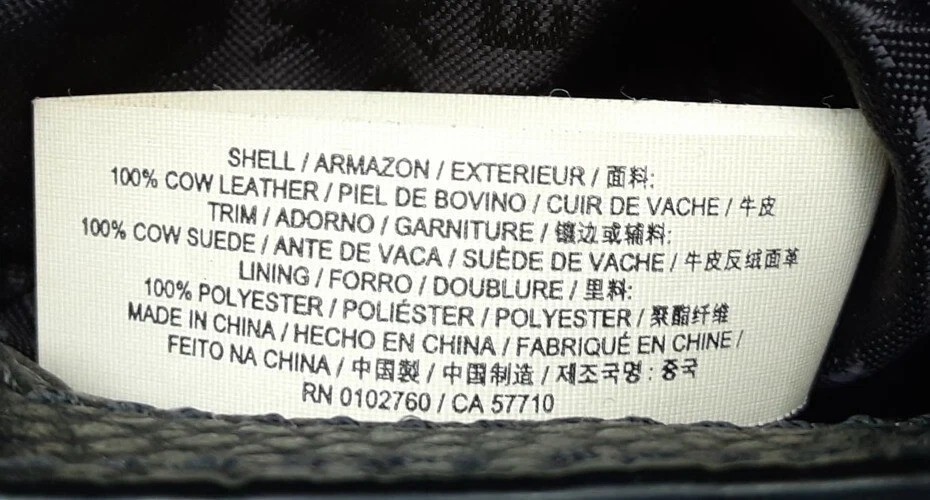 SHELL / ARMAZON / EXTERIEUR / 面料:
100% COW LEATHER / PIEL DE BOVINO / CUIR DE VACHE / 牛皮
TRIM / ADORNO / GARNITURE / 镶边或辅料:
100% COW SUEDE / ANTE DE VACA / SUÈDE DE VACHE / 牛皮反绒面革
LINING / FORRO / DOUBLURE / 里料:
100% POLYESTER / POLIÉSTER / POLYESTER / 聚酯纤维
MADE IN CHINA / HECHO EN CHINA / FABRIQUÉ EN CHINE /
FEITO NA CHINA / 中国製 / 中国制造 / 제조국명 : 중국
RN 0102760 / CA 57710